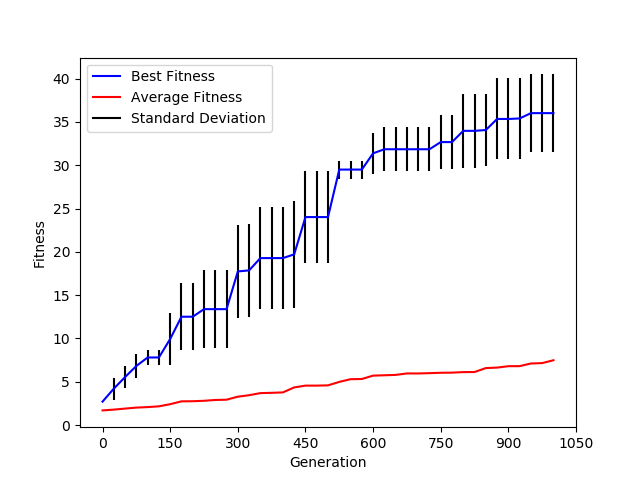 Best Fitness
Average Fitness
Standard Deviation
40
35
30
25
20
15
10
5
0
Fitness
0 150 300 450 600 750 900 1050
Generation